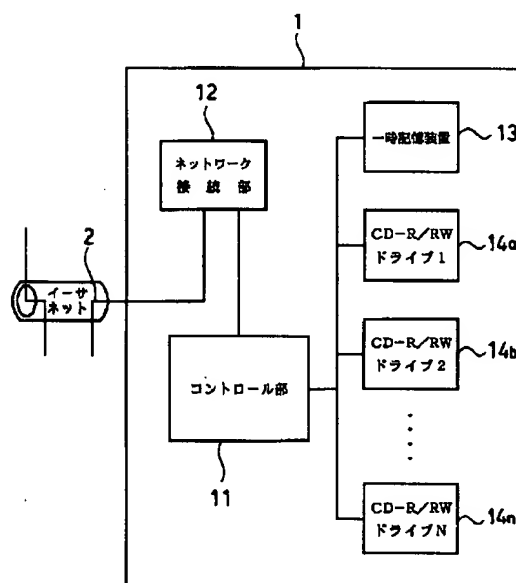 1
12
ネットワーク
接続部
一時記憶装置
13
CD-R/RW
ドライブ1
14a
2
イーサ
ネット
CD-R/RW
ドライブ2
14b
コントロール部
11
CD-R/RW
ドライブN
14n